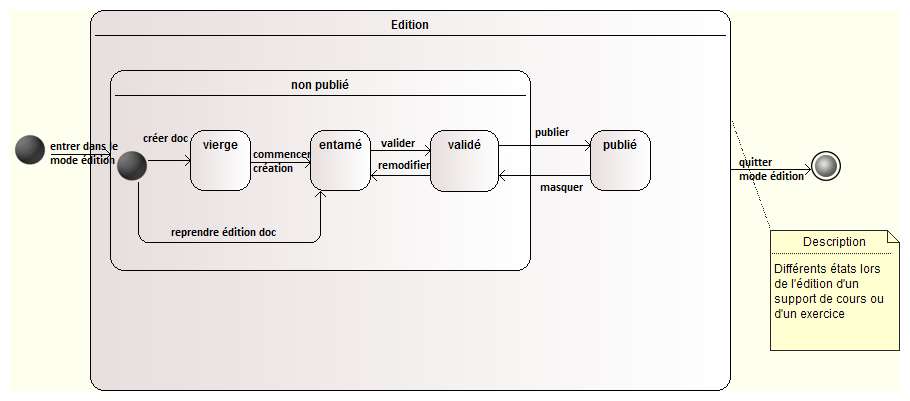 Edition
non publié
entrer dans le
mode édition
créer doc
vierge
commencer
création
entamé
valider
remodifier
validé
publier
masquer
publié
reprendre édition doc
quitter
mode édition
Description
Différents états lors
de l'édition d'un
support de cours ou
d'un exercice